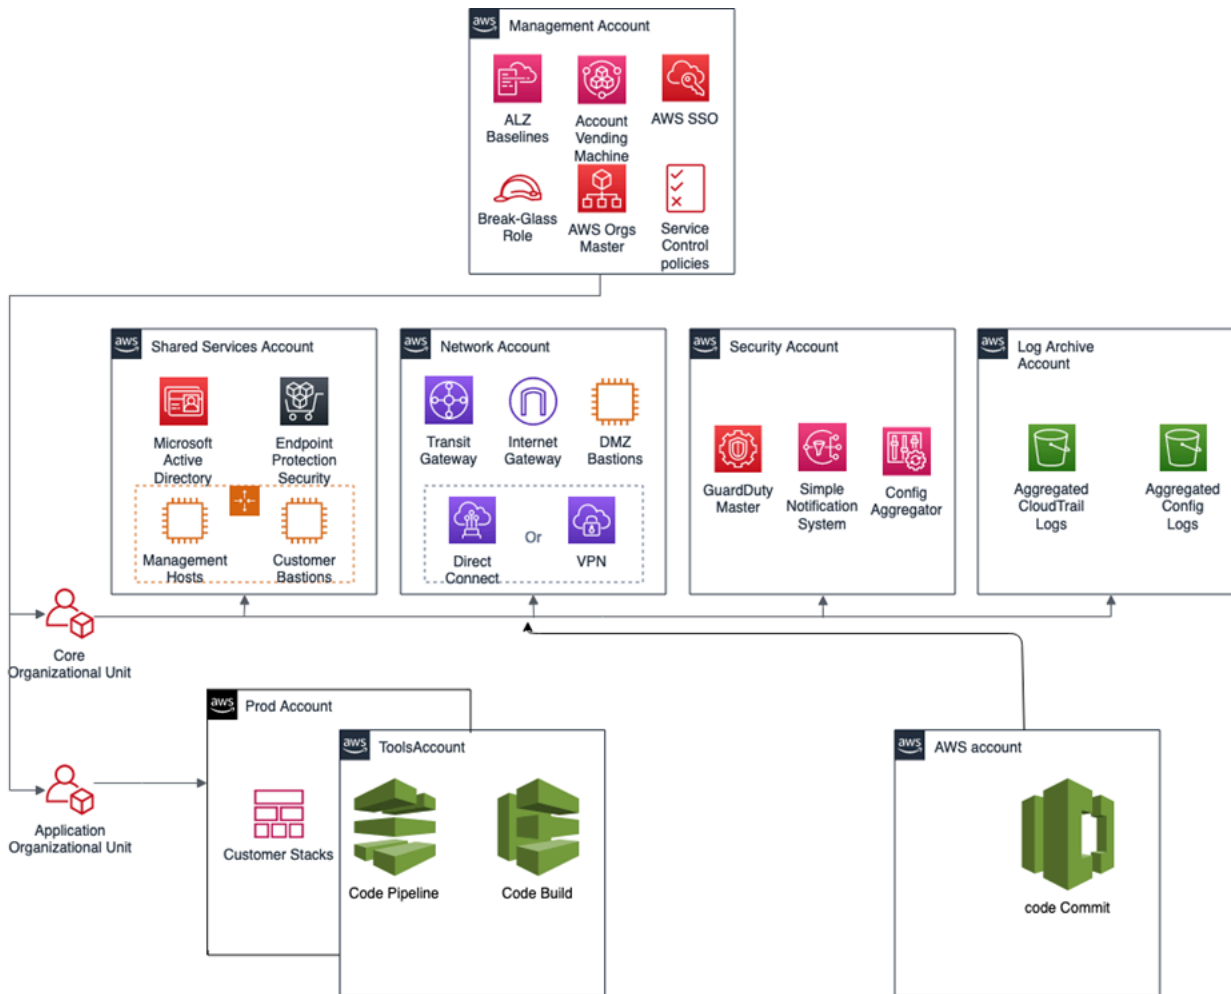 aws
Management Account
ALZ
Baselines
Account
Vending
Machine
AWS SSO
Break-Glass
Role
AWS Orgs
Master
Service
Control
policies
aws
Shared Services Account
Microsoft
Active
Directory
Endpoint
Protection
Security
Management
Hosts
Customer
Bastions
aws
Network Account
Transit
Gateway
Internet
Gateway
DMZ
Bastions
Direct
Connect
Or
VPN
aws
Security Account
GuardDuty
Master
Simple
Notification
System
Config
Aggregator
aws
Log Archive
Account
Aggregated
CloudTrail
Logs
Aggregated
Config
Logs
Core
Organizational Unit
Application
Organizational Unit
aws
Prod Account
Customer Stacks
aws
ToolsAccount
Code Pipeline
Code Build
aws
AWS account
code Commit